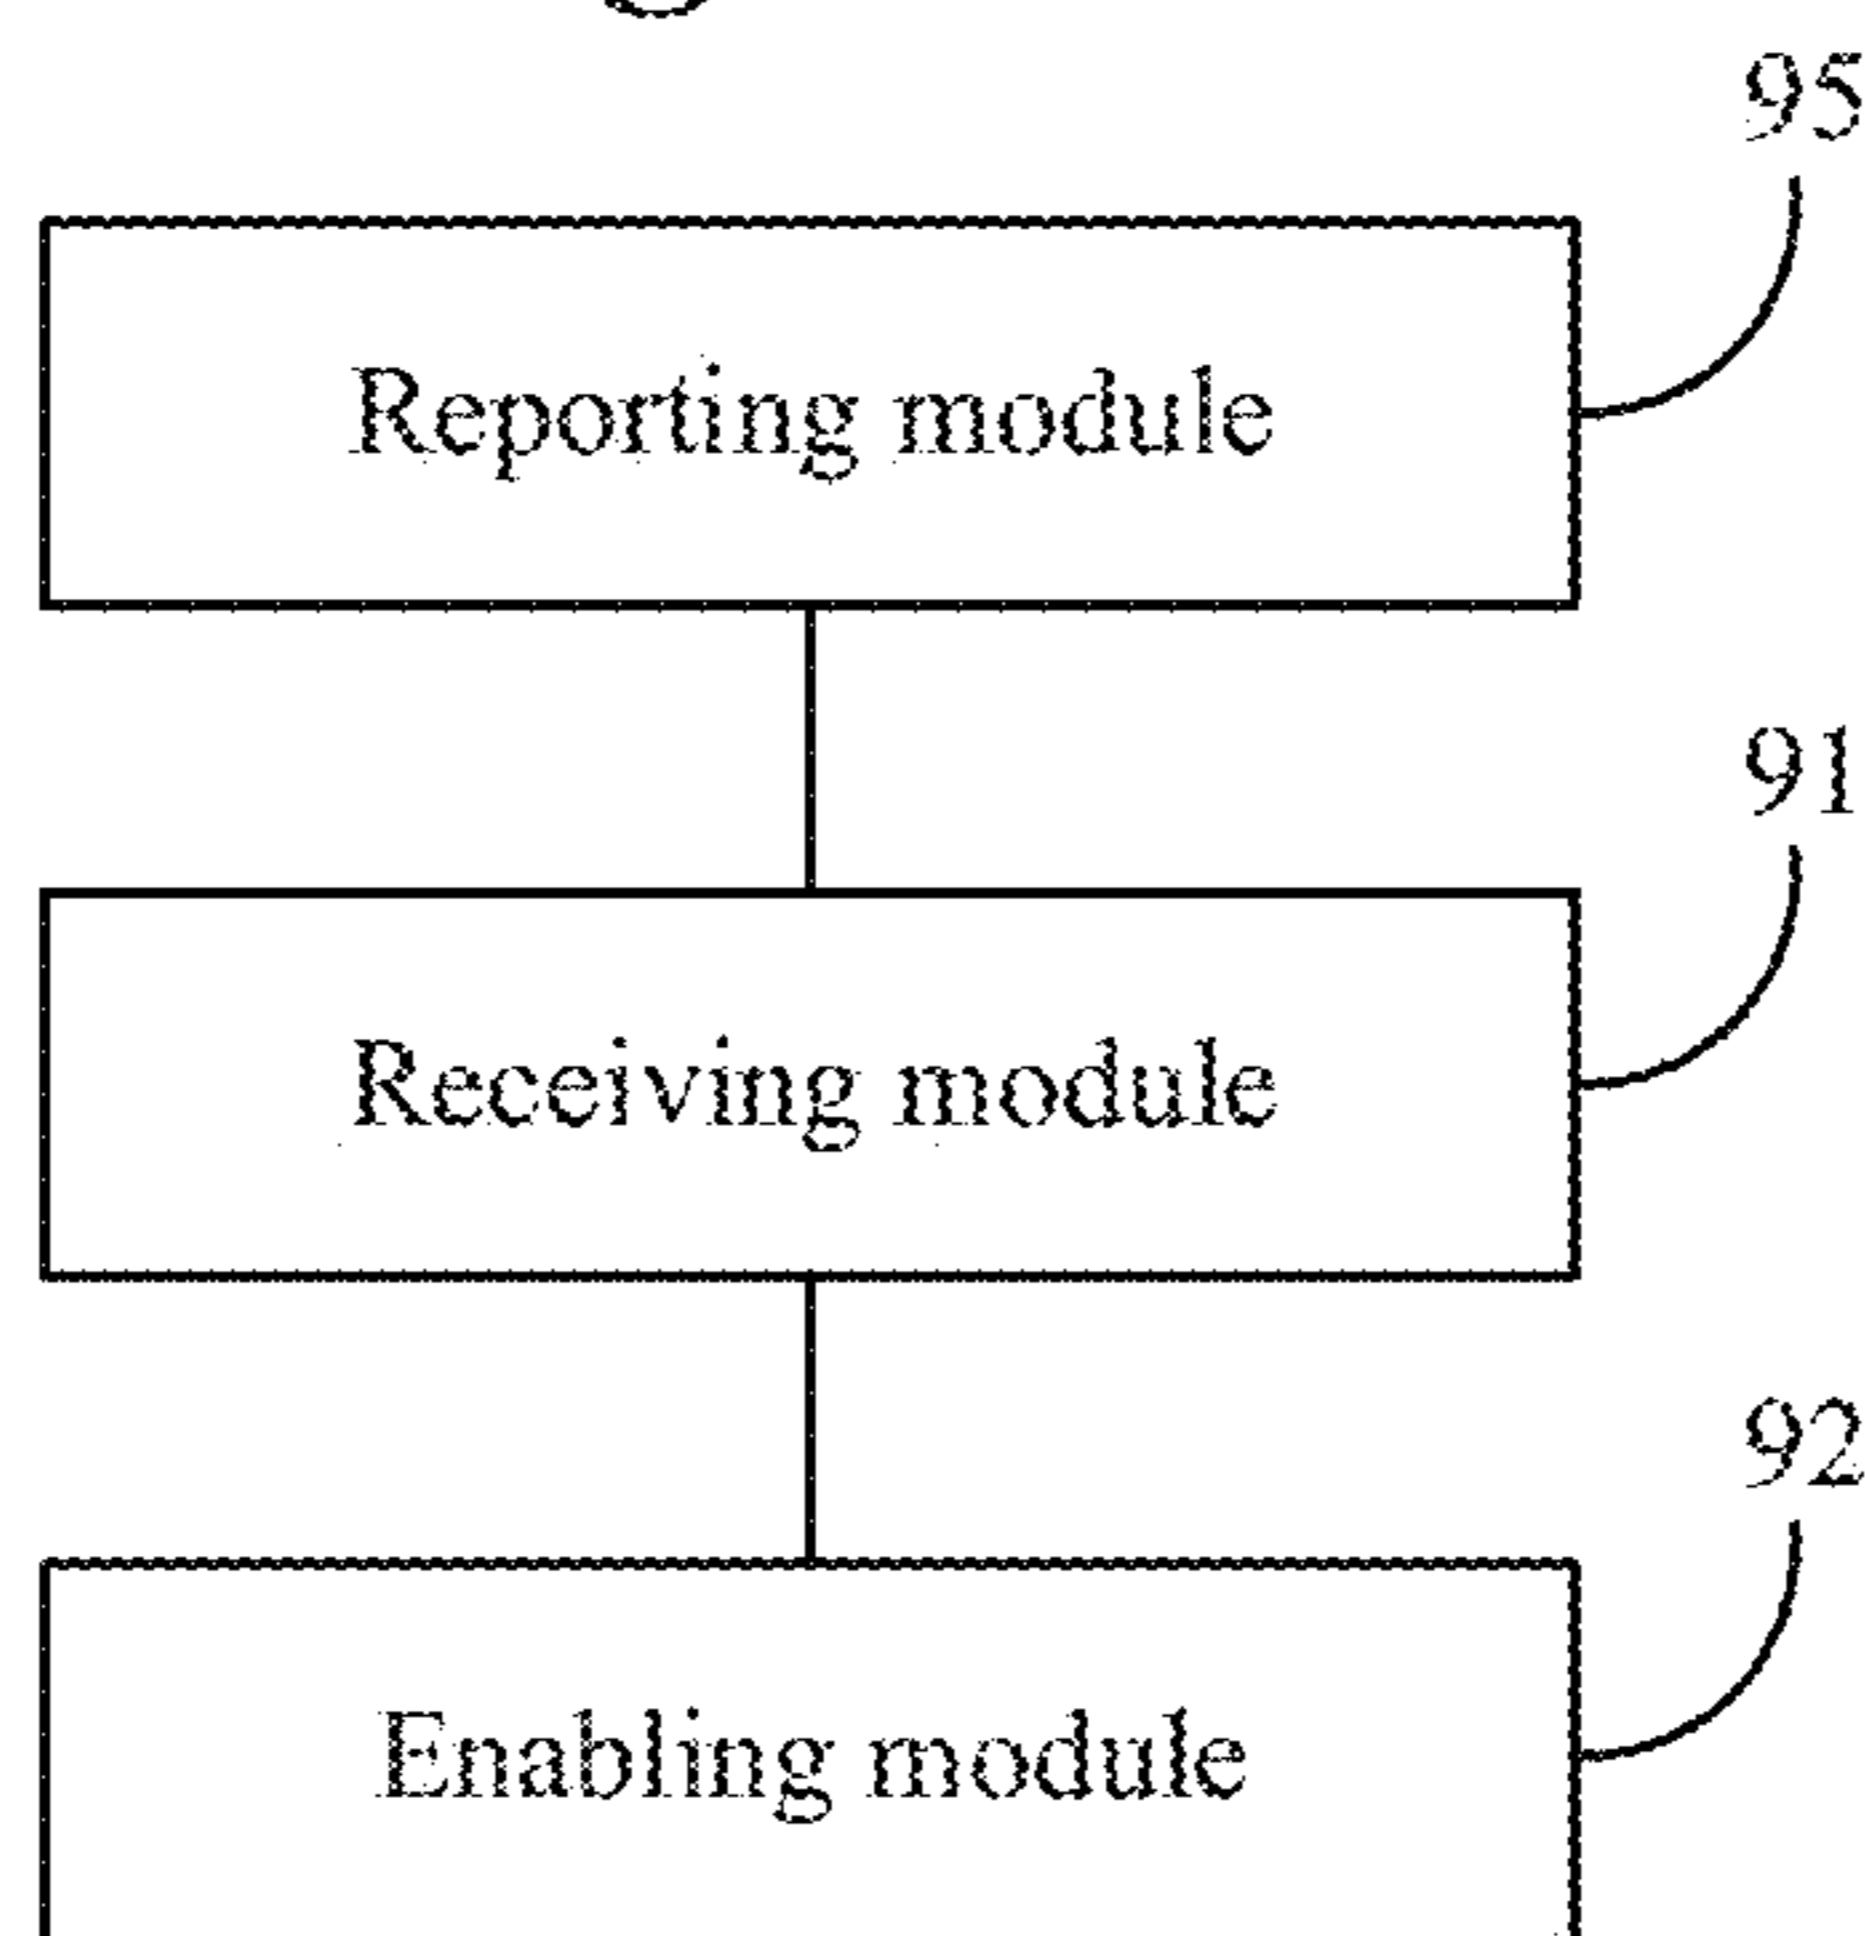 95
Reporting module
91
Receiving module
92
Enabling module